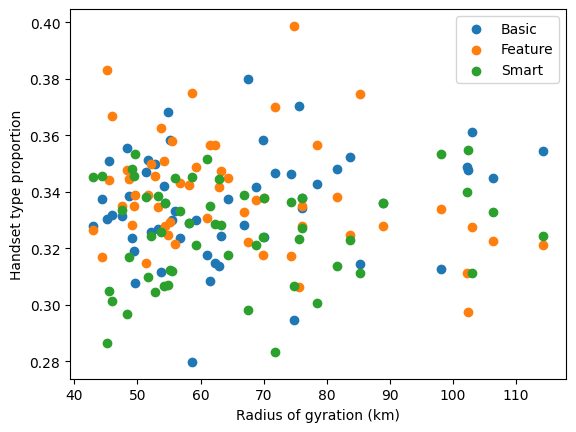 Basic
Feature
Smart
0.40
0.38
0.36
0.34
0.32
0.30
0.28
Handset type proportion
40 50 60 70 80 90 100 110
Radius of gyration (km)